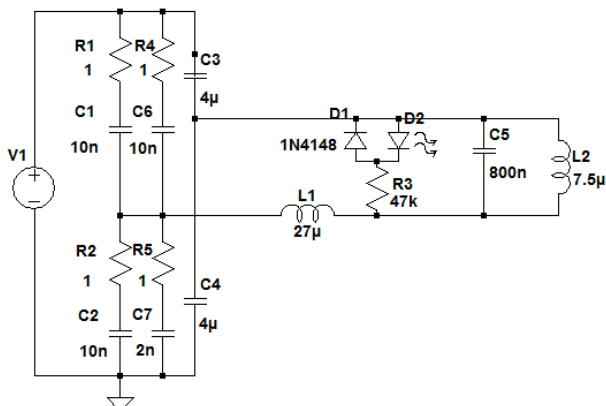 R1
1
R4
1
C3
4µ
C1
10n
C6
10n
V1
D1
1N4148
D2
C5
800n
L2
7.5µ
R3
47k
L1
27µ
R2
1
R5
1
C4
4µ
C2
10n
C7
2n